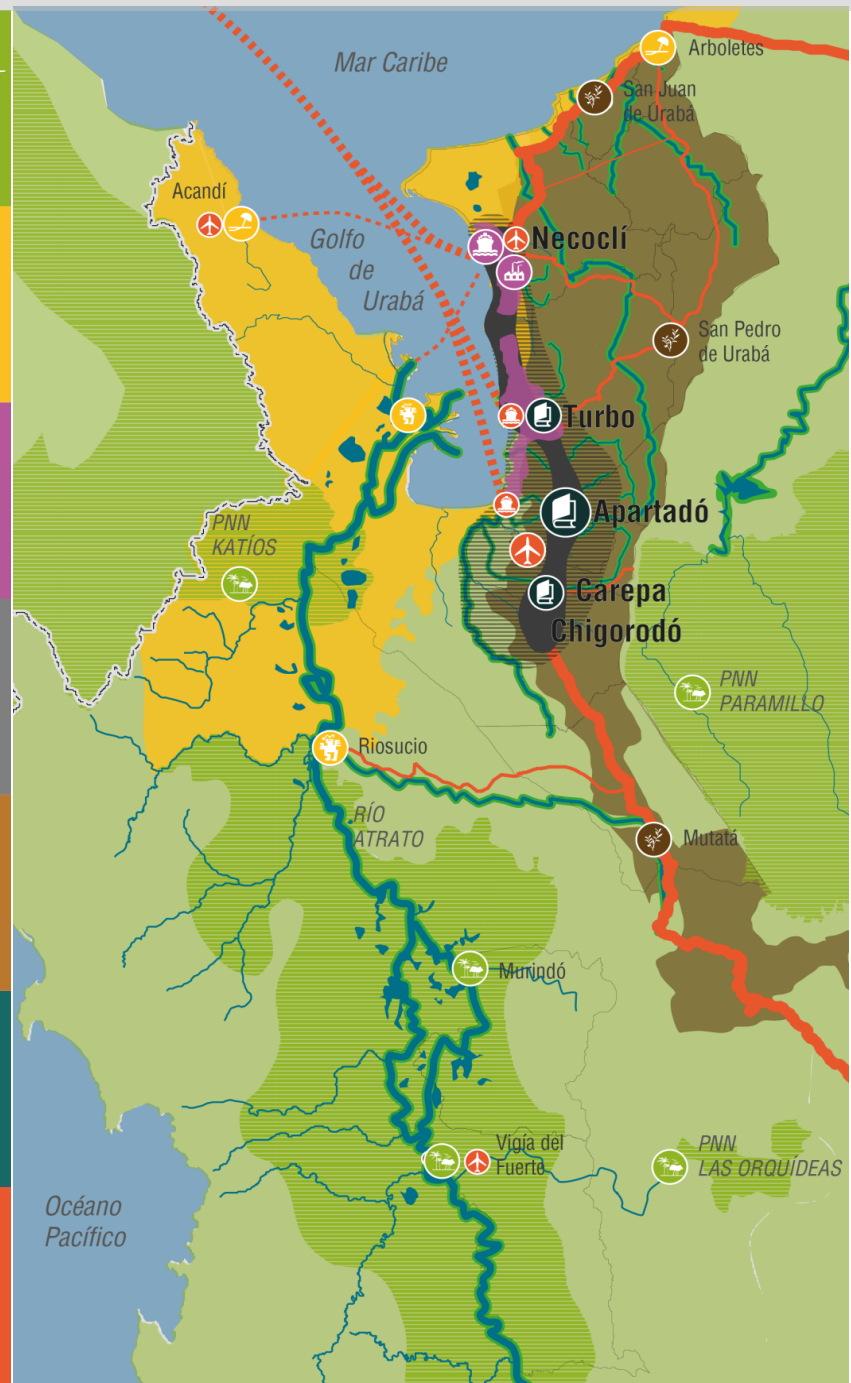 Mar Caribe
Arboletes
San Juan
de Urabá
Acandí
Golfo
de
Urabá
Necoclí
San Pedro
de Urabá
Turbo
Apartadó
PNN
KATÍOS
Carepa
Chigorodó
PNN
PARAMILLO
Riosucio
RÍO
ATRATO
Mutatá
Murindó
Vigía del
Fuerte
PNN
LAS ORQUÍDEAS
Océano
Pacífico